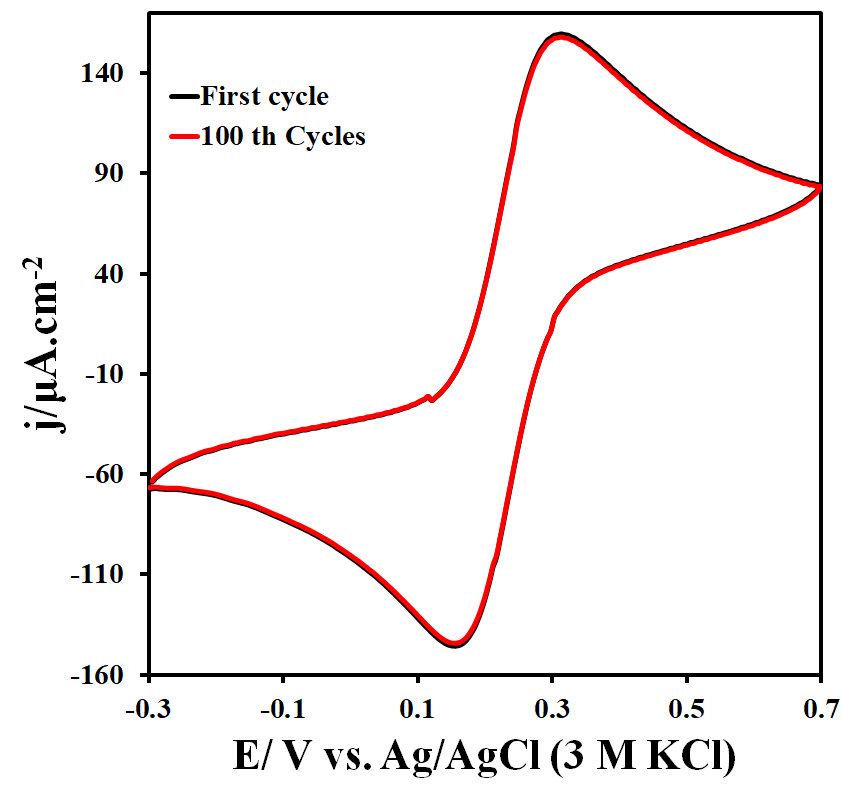 140
90
40
-10
-60
-110
-160
First cycle
100 th Cycles
j/µA.cm-2
-0.3 -0.1 0.1 0.3 0.5 0.7
E/ V vs. Ag/AgCl (3 M KCl)